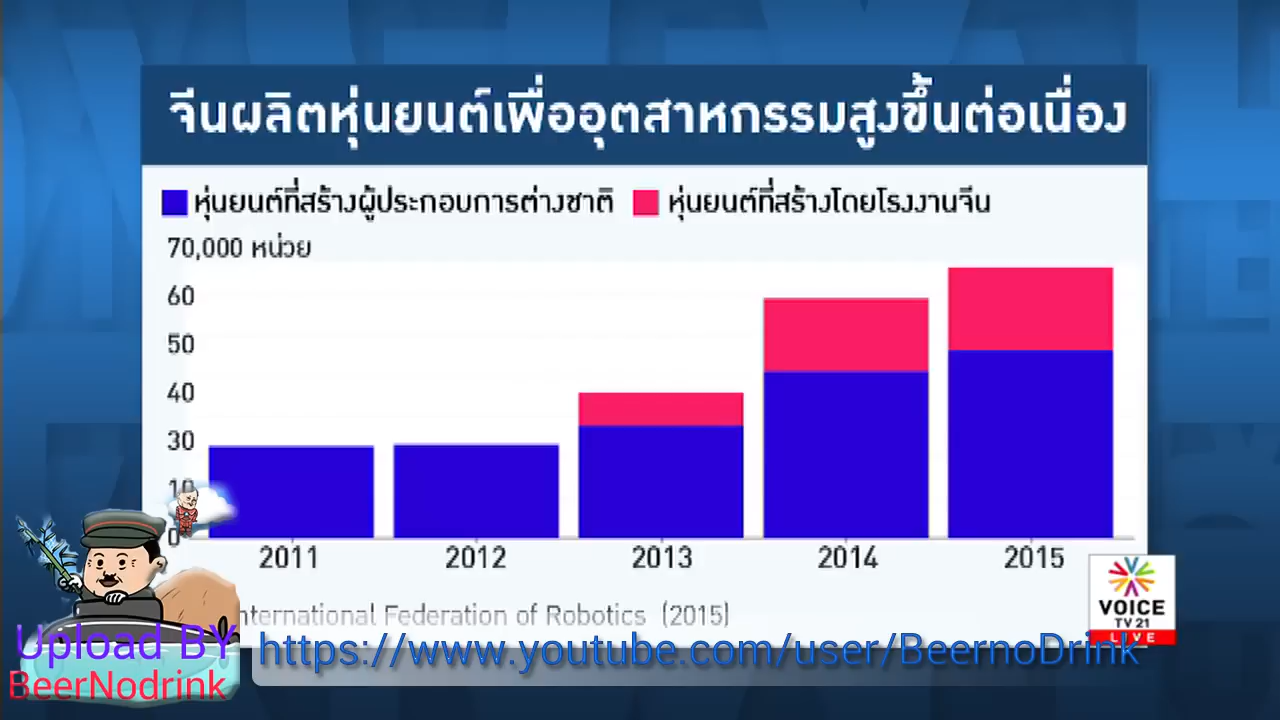 จีนผลิตหุ่นยนต์เพื่ออุตสาหกรรมสูงขึ้นต่อเนื่อง
หุ่นยนต์ที่สร้างผู้ประกอบการต่างชาติ หุ่นยนต์ที่สร้างโดยโรงงานจีน
70,000 หน่วย
60
50
40
30
10
0
2011 2012 2013 2014 2015
International Federation of Robotics (2015)
VOICE
TV 21
LIVE
Upload BY
BeerNodrink
https://www.youtube.com/user/BeernoDrink